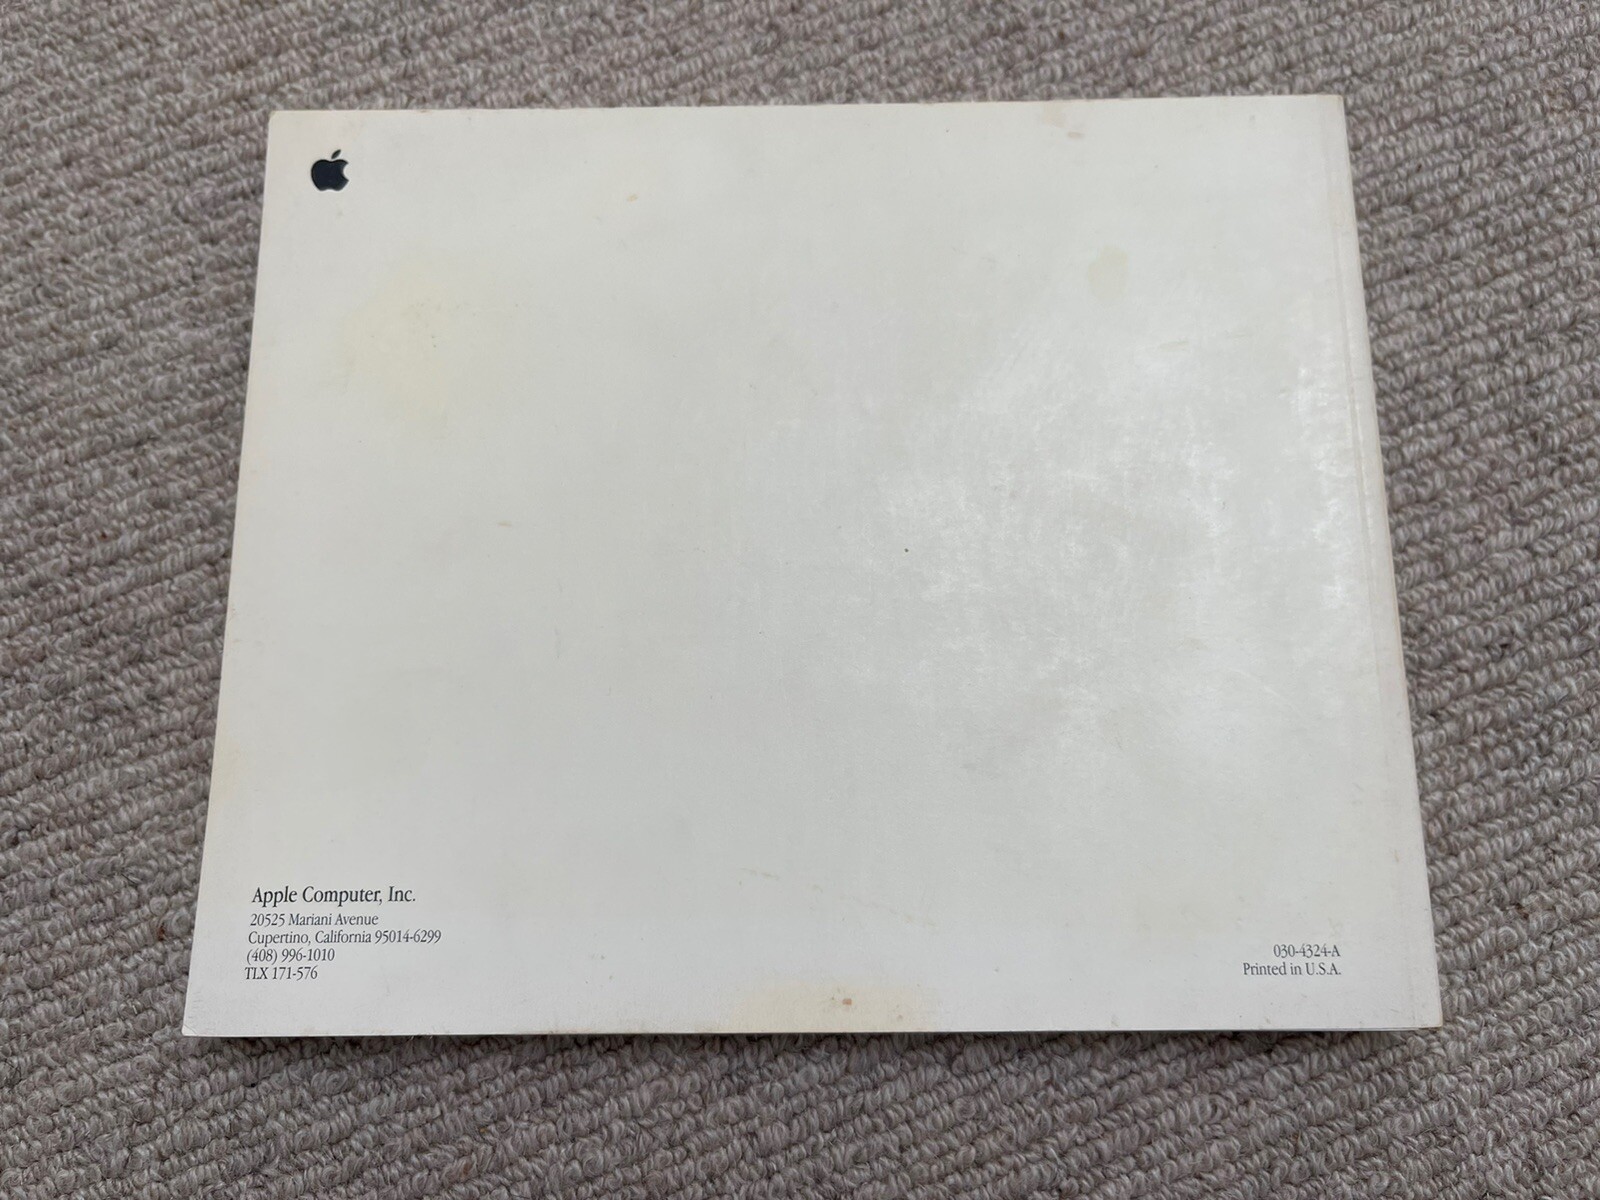 Apple Computer, Inc.
20525 Mariani Avenue
Cupertino, California 95014-6299
(408) 996-1010
TLX 171-576
030-4324-A
Printed in U.S.A.